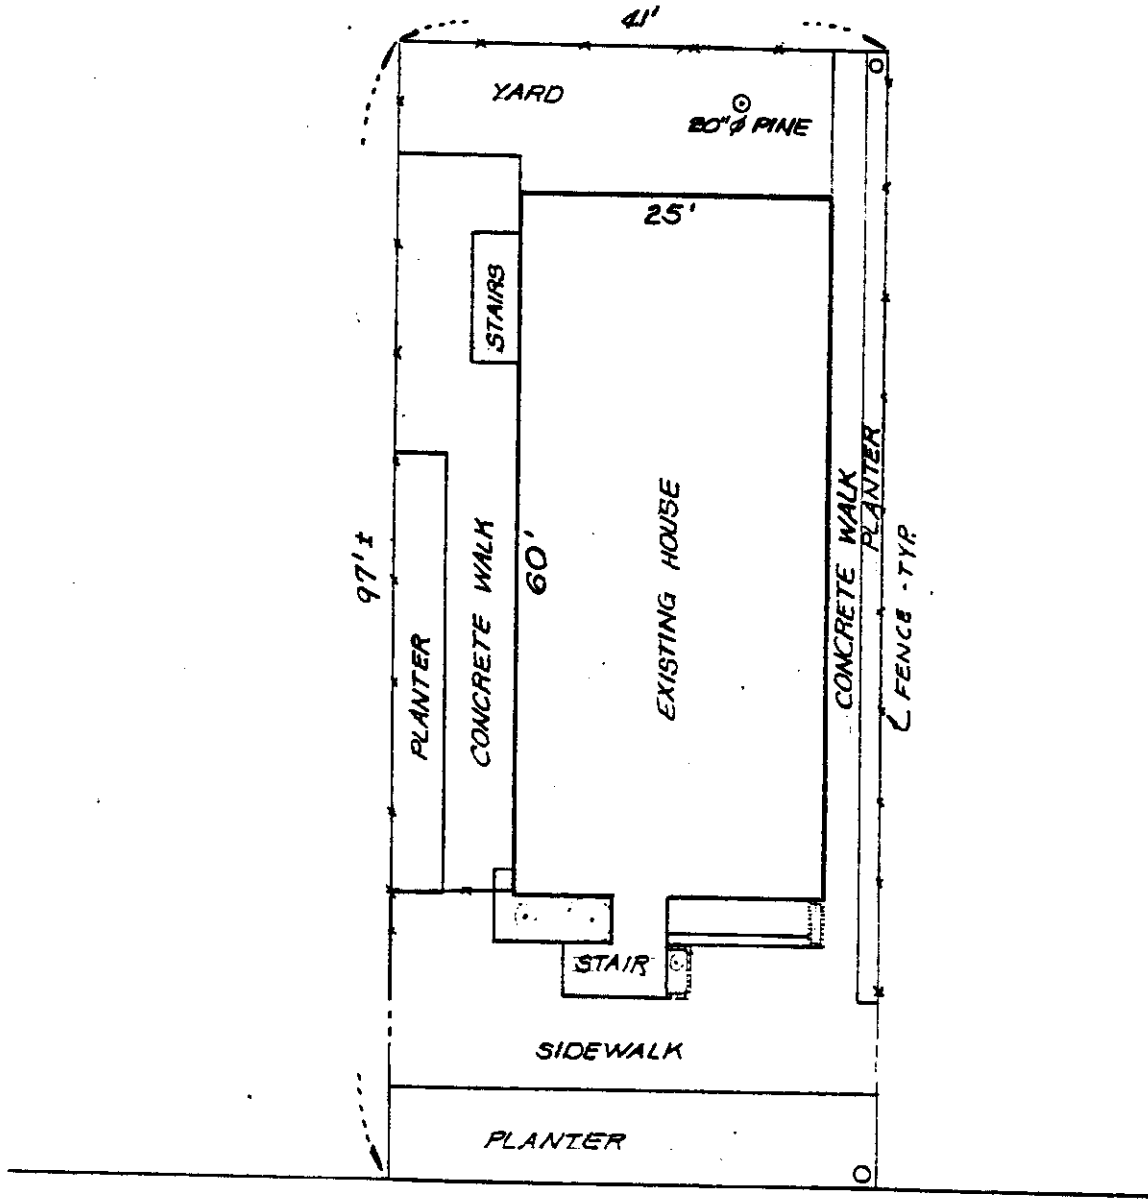 41'
YARD
20"ϕ PINE
25'
STAIRS
60'
EXISTING HOUSE
97'±
PLANTER
CONCRETE WALK
CONCRETE WALK
PLANTER
FENCE - TYP.
STAIR
SIDEWALK
PLANTER